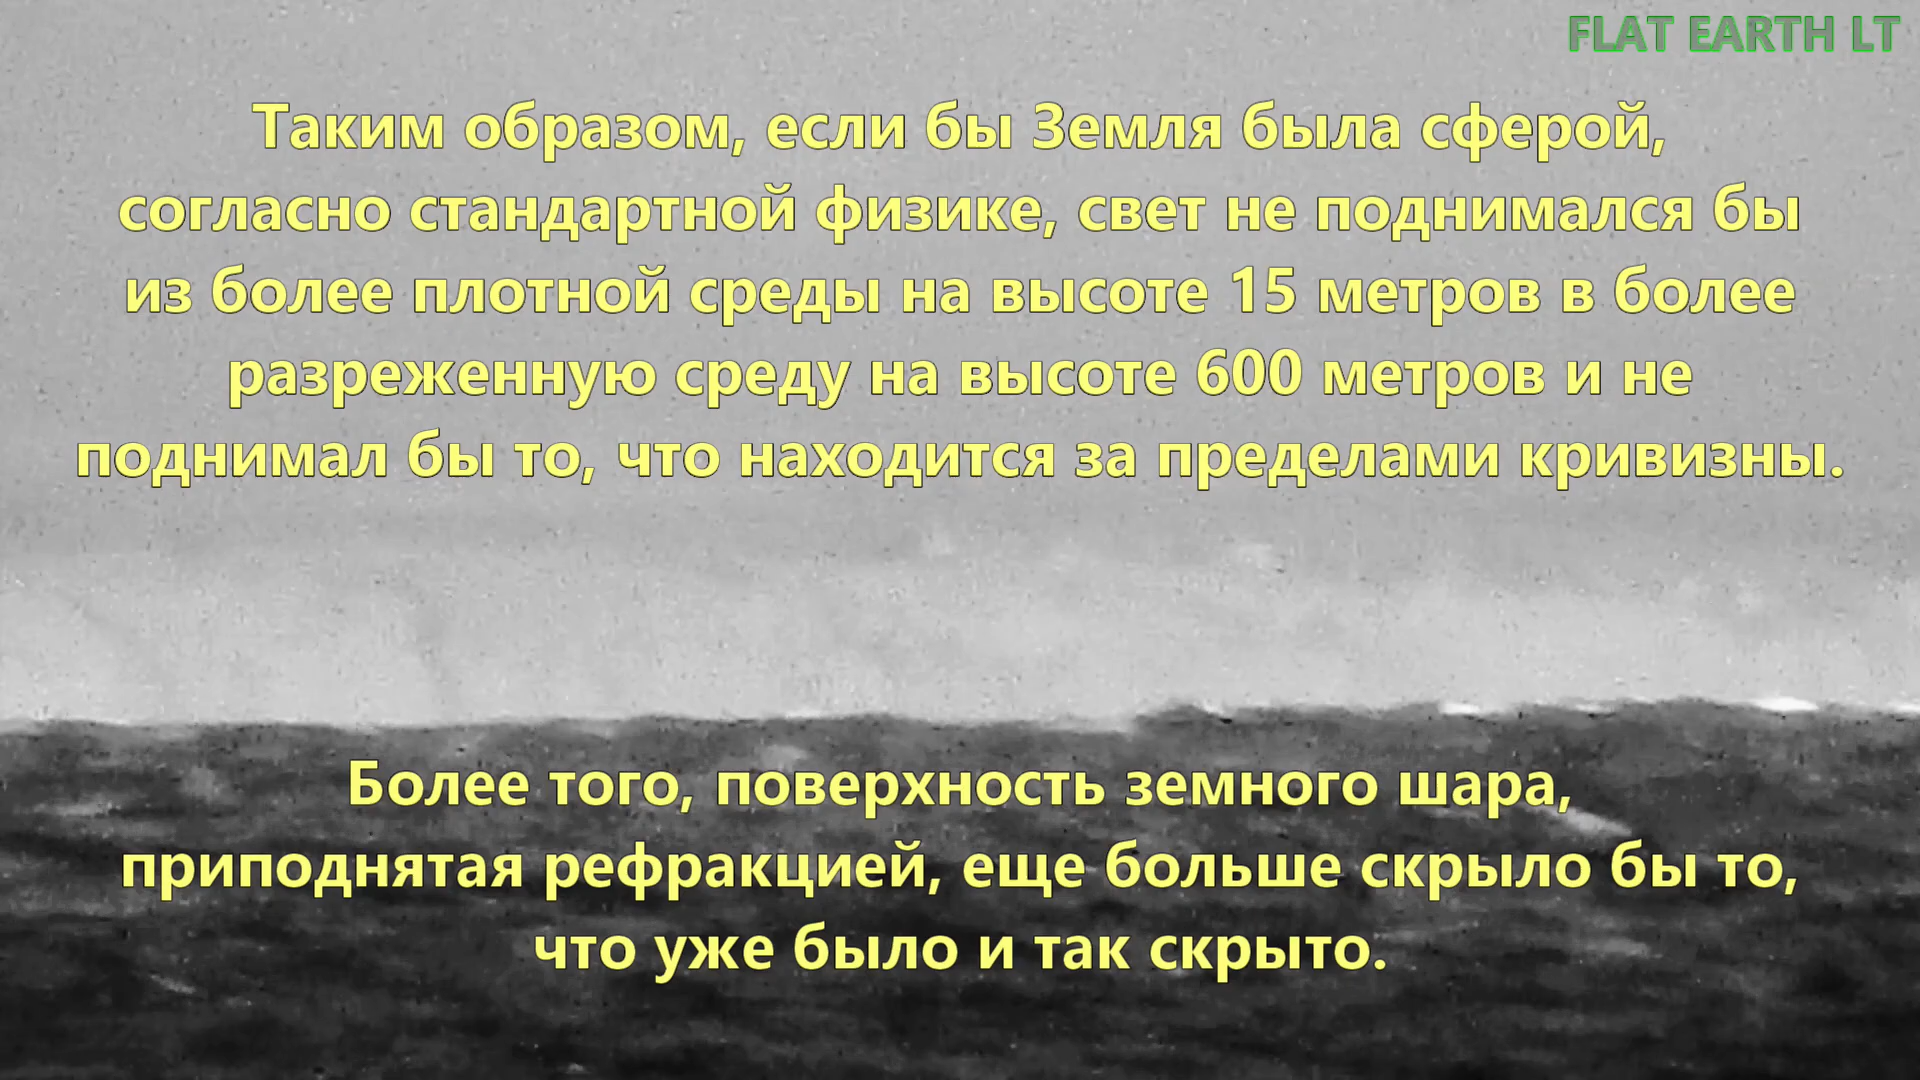 FLAT EARTH LT
Таким образом, если бы Земля была сферой,
согласно стандартной физике, свет не поднимался бы
из более плотной среды на высоте 15 метров в более
разреженную среду на высоте 600 метров и не
поднимал бы то, что находится за пределами кривизны.
Более того, поверхность земного шара,
приподнятая рефракцией, еще больше скрыло бы то,
что уже было и так скрыто.